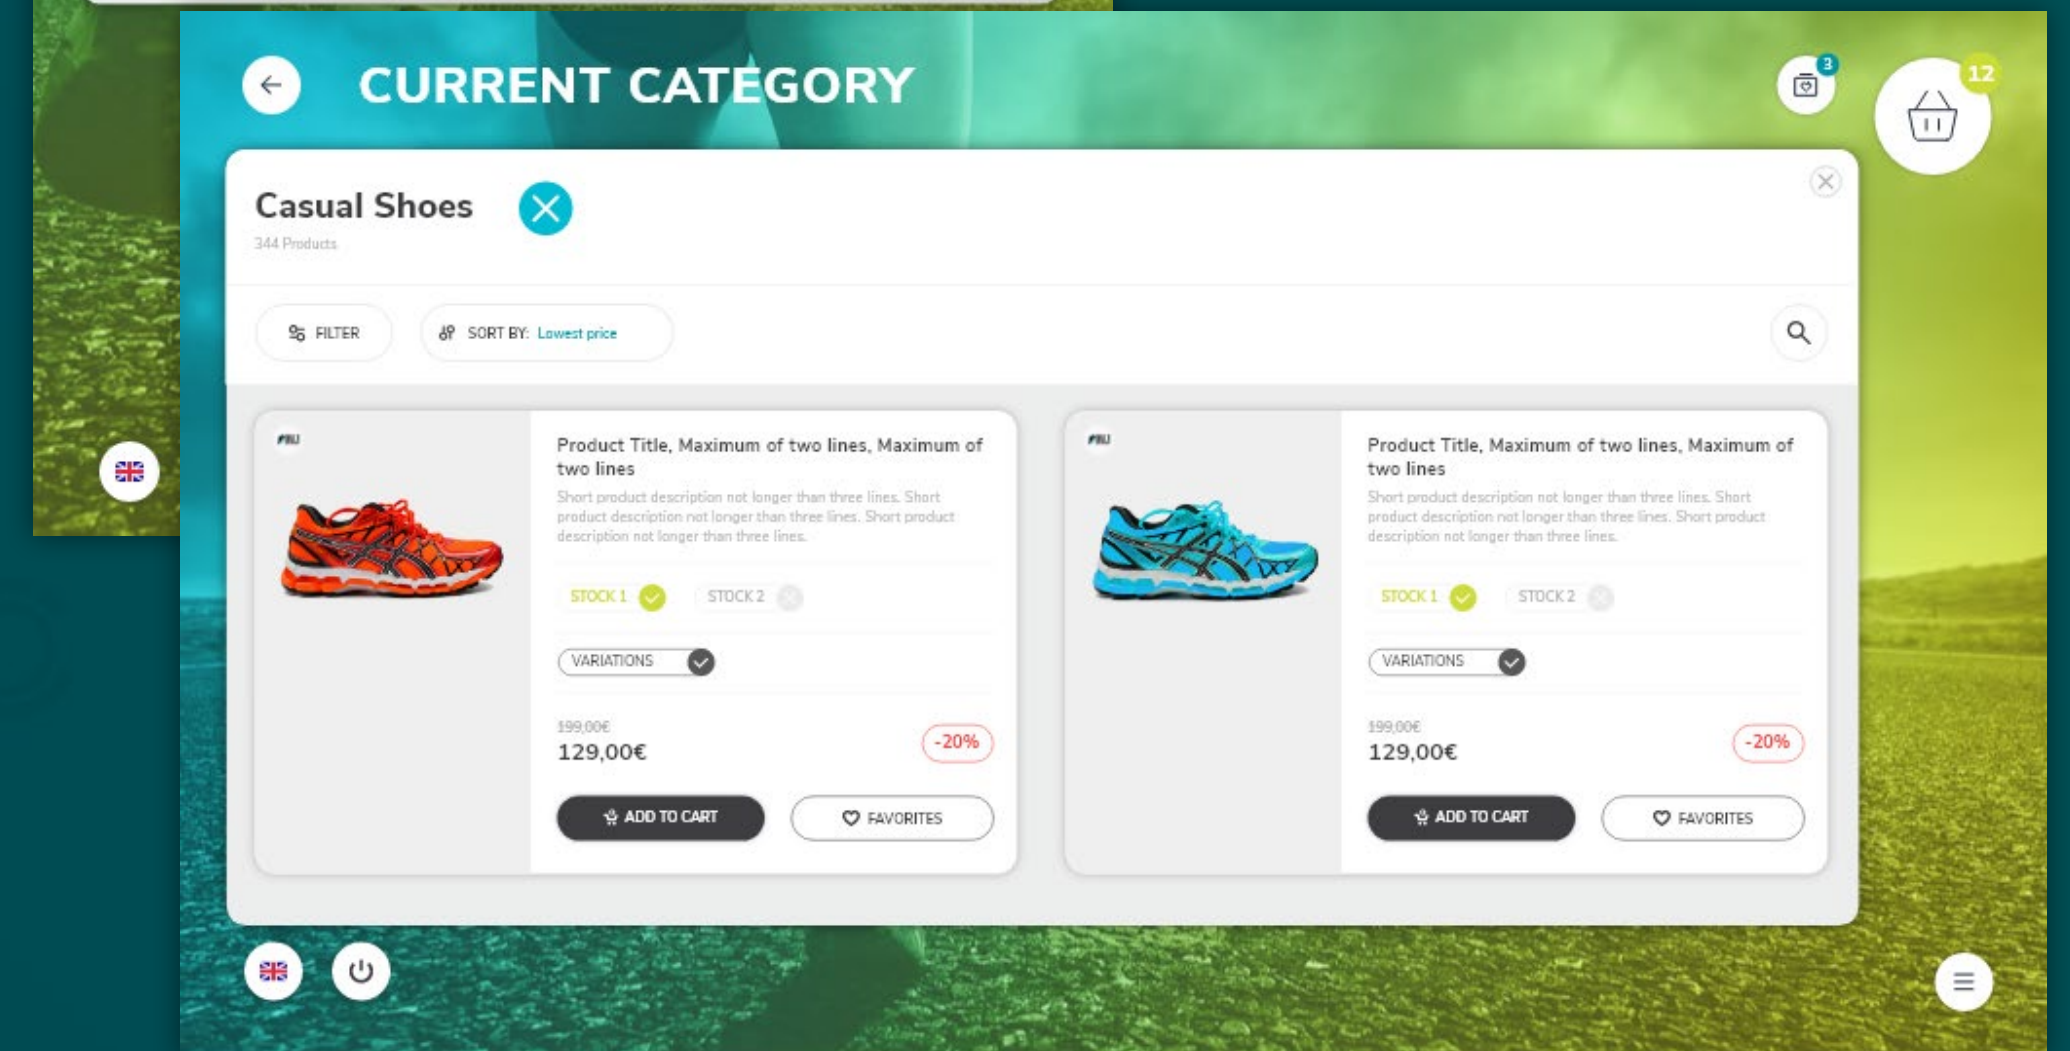 CURRENT CATEGORY
3
12
Casual Shoes
344 Products
FILTER
SORT BY: Lowest price
Product Title, Maximum of two lines, Maximum of
two lines
Short product description not longer than three lines. Short
product description not longer than three lines. Short product
description not longer than three lines.
STOCK 1
STOCK 2
VARIATIONS
199,00€
129,00€
-20%
ADD TO CART
FAVORITES
Product Title, Maximum of two lines, Maximum of
two lines
Short product description not longer than three lines. Short
product description not longer than three lines. Short product
description not longer than three lines.
STOCK 1
STOCK 2
VARIATIONS
199,00€
129,00€
-20%
ADD TO CART
FAVORITES